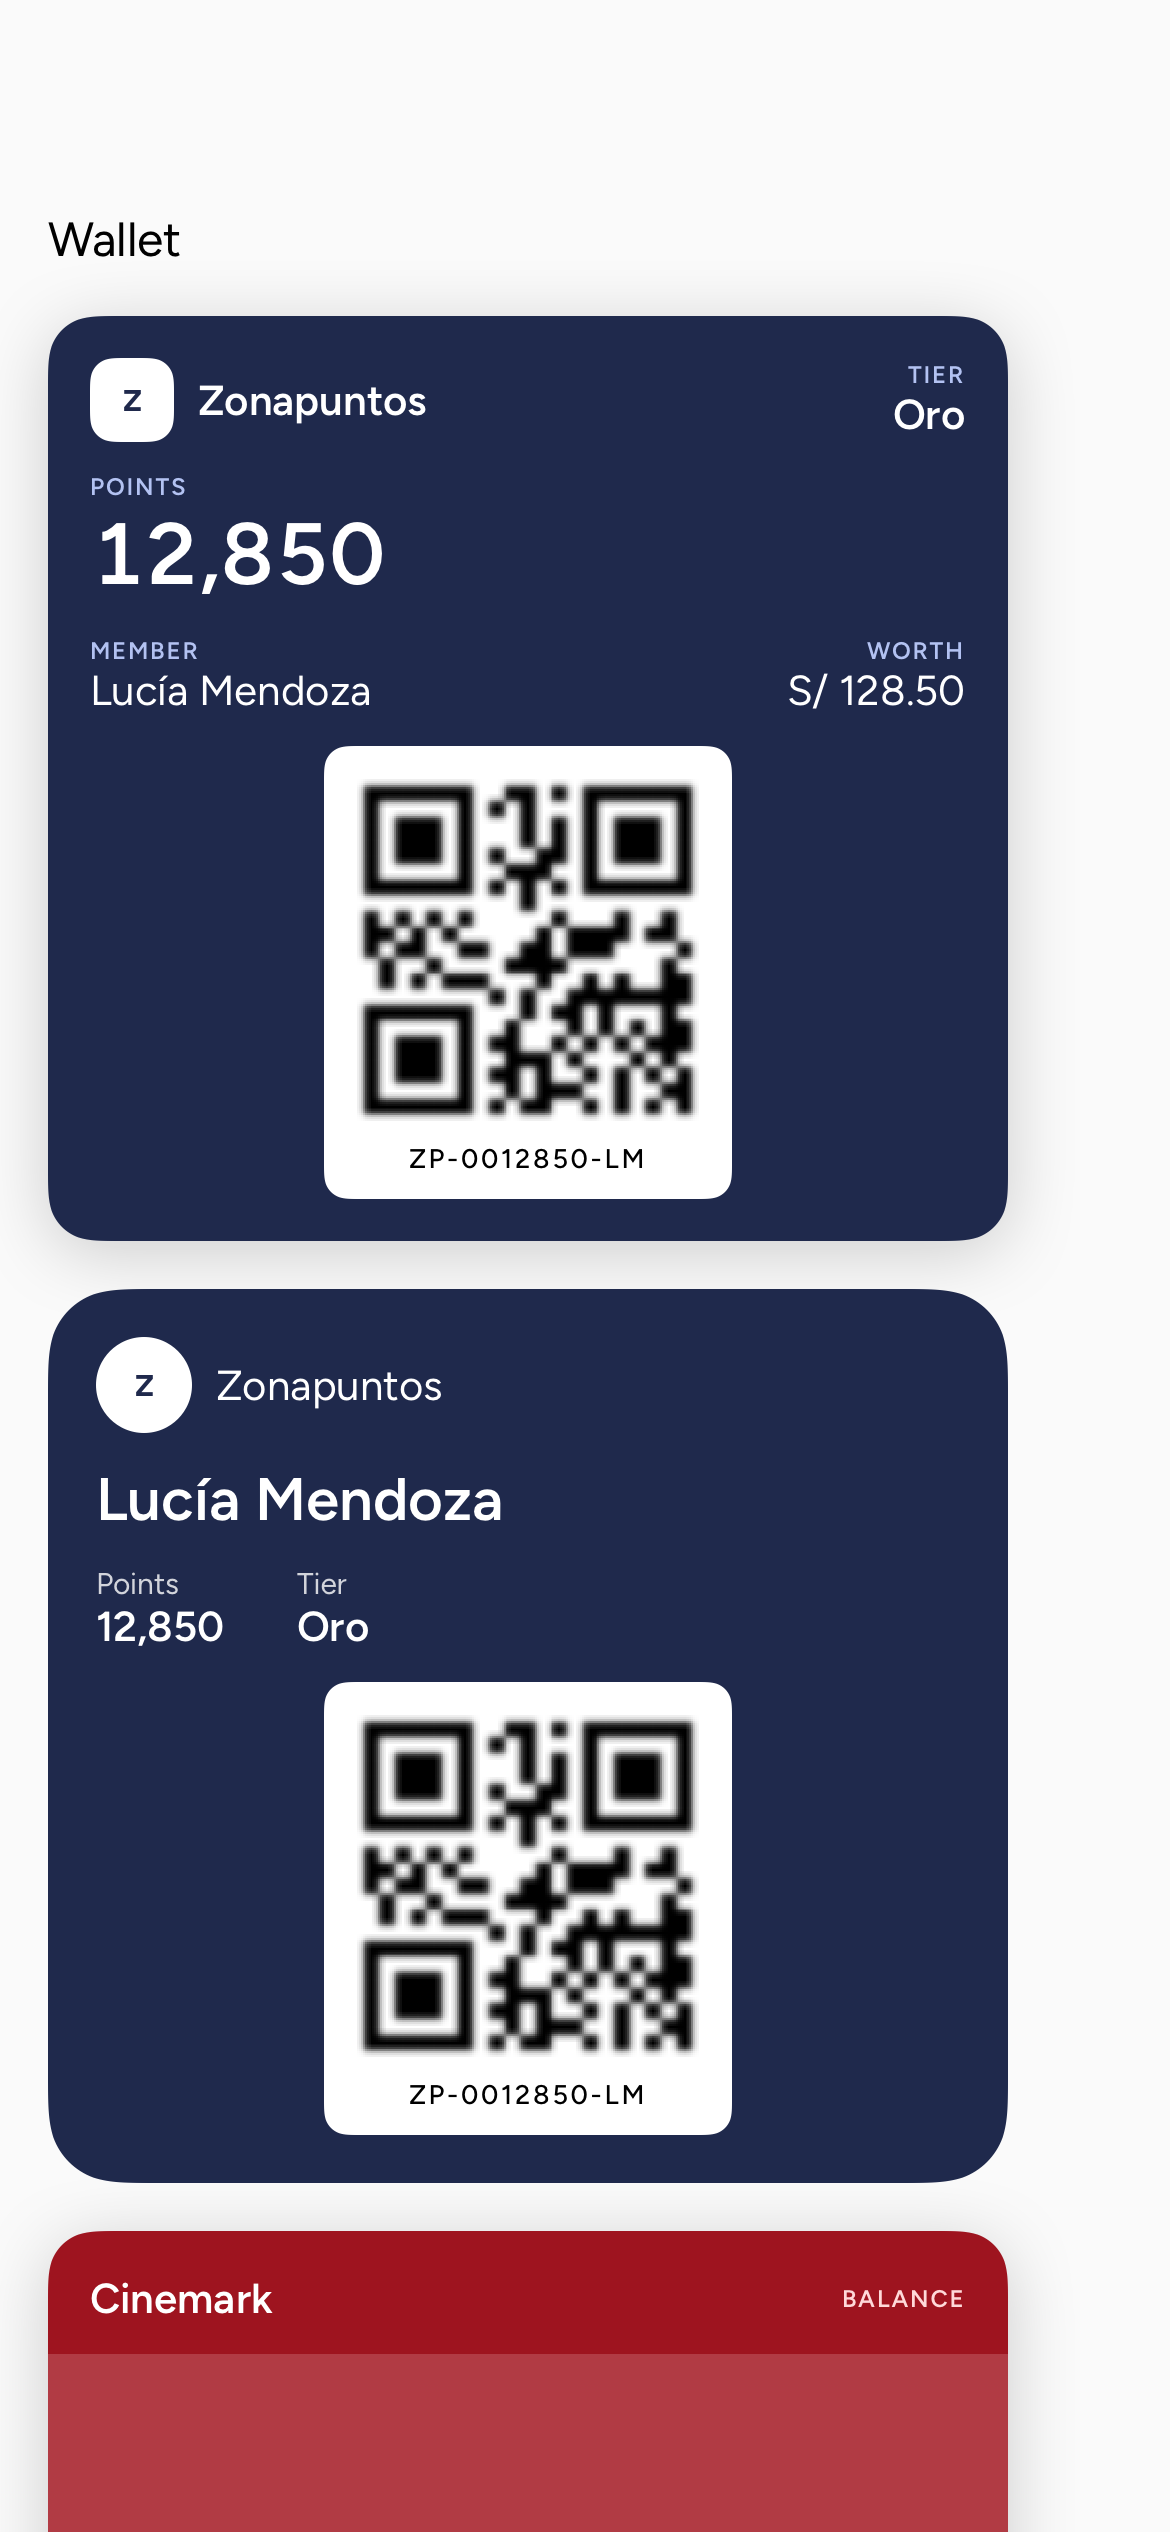 Wallet
Z Zonapuntos
TIER
Oro
POINTS
12,850
MEMBER
Lucía Mendoza
WORTH
S/ 128.50
ZP-0012850-LM
Z Zonapuntos
Lucía Mendoza
Points
12,850
Tier
Oro
ZP-0012850-LM
Cinemark
BALANCE